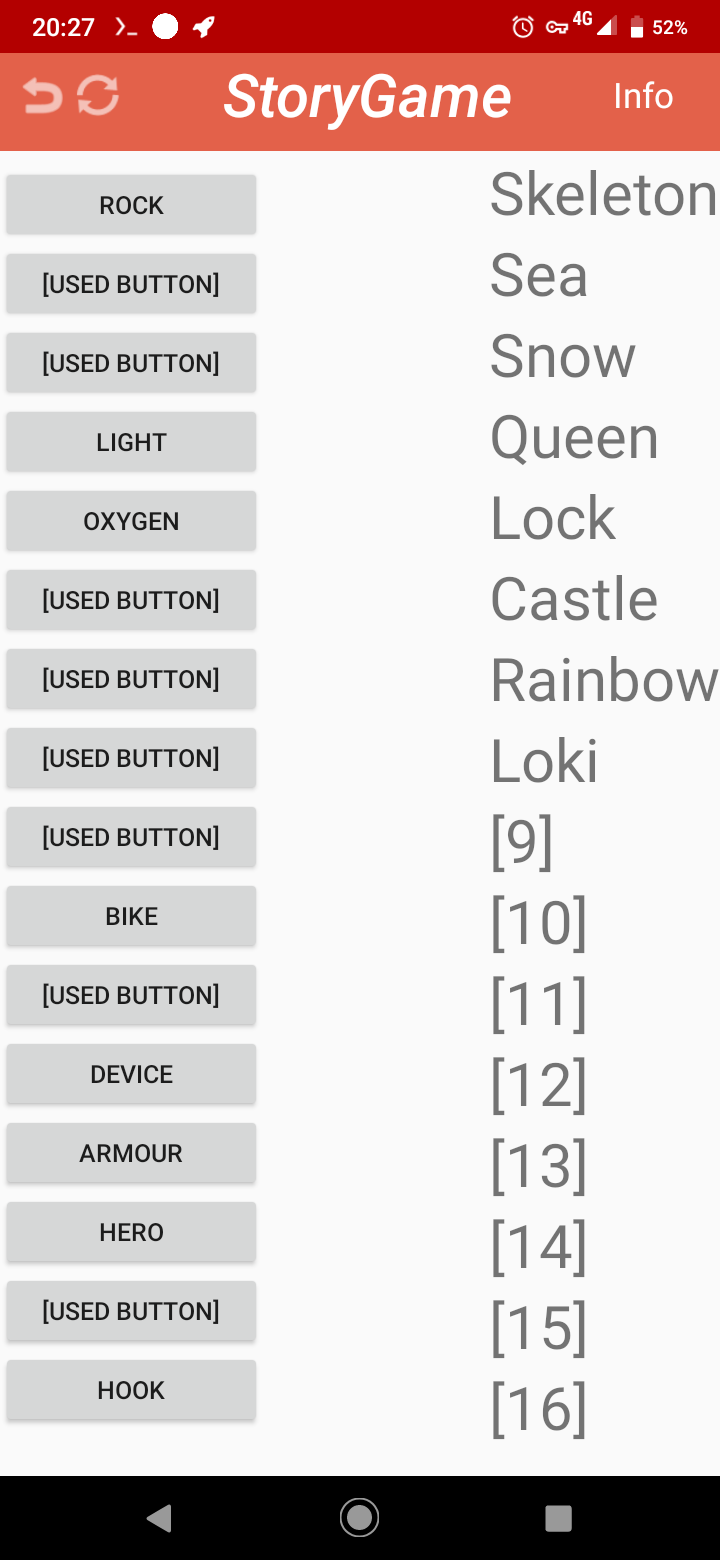 20:27 4G 52%
StoryGame Info
ROCK
[USED BUTTON]
[USED BUTTON]
LIGHT
OXYGEN
[USED BUTTON]
[USED BUTTON]
[USED BUTTON]
[USED BUTTON]
BIKE
[USED BUTTON]
DEVICE
ARMOUR
HERO
[USED BUTTON]
HOOK
Skeleton
Sea
Snow
Queen
Lock
Castle
Rainbow
Loki
[9]
[10]
[11]
[12]
[13]
[14]
[15]
[16]